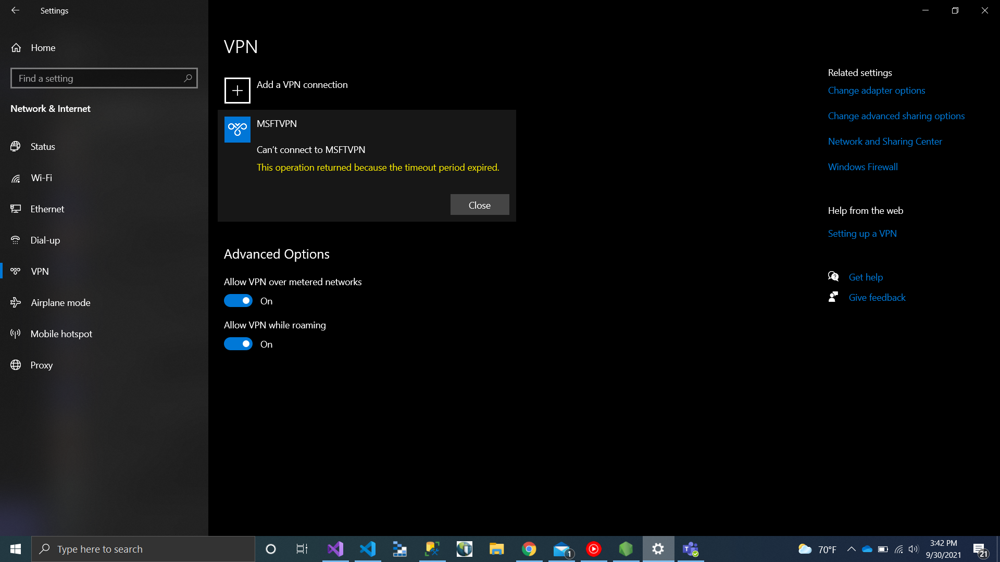 Settings
Home
Find a setting
Network & Internet
Status
Wi-Fi
Ethernet
Dial-up
VPN
Airplane mode
Mobile hotspot
Proxy
VPN
Add a VPN connection
MSFTVPN
Can't connect to MSFTVPN
This operation returned because the timeout period expired.
Close
Advanced Options
Allow VPN over metered networks
On
Allow VPN while roaming
On
Related settings
Change adapter options
Change advanced sharing options
Network and Sharing Center
Windows Firewall
Help from the web
Setting up a VPN
Get help
Give feedback
Type here to search
1
70°F
3:42 PM
9/30/2021
21